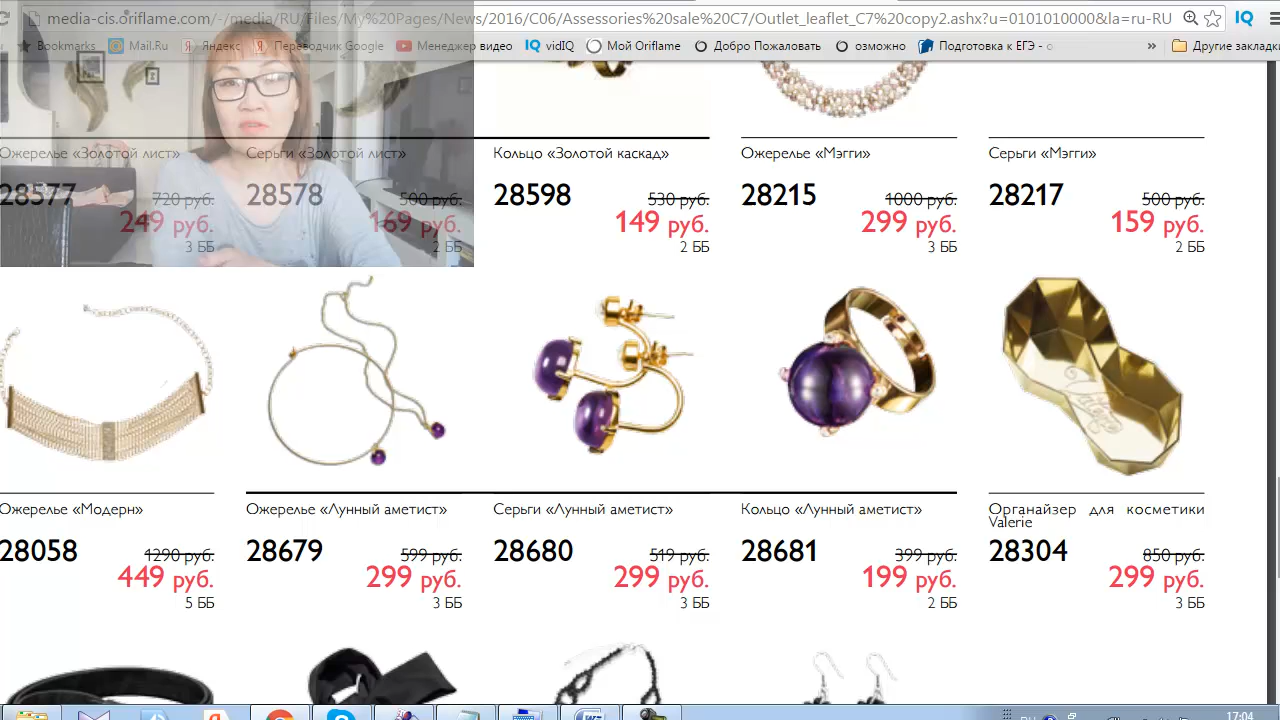 media-cis.oriflame.com/-/media/RU/Files/My%20Pages/News/2016/C06/Assessories%20sale%20C7/Outlet_leaflet_C7%20copy2.ashx?u=0101010000&la=ru-RU
Bookmarks Mail.Ru Яндекс Переводчик Google Менеджер видео vidIQ Мой Oriflame Добро Пожаловать озможно Подготовка к ЕГЭ - о » Другие закладк
Ожерелье «Золотой лист» Серьги «Золотой лист» Кольцо «Золотой каскад» Ожерелье «Мэгги» Серьги «Мэгги»
28577 720 руб. 28578 500 руб. 28598 530 руб. 28215 1000 руб. 28217 500 руб.
249 руб. 169 руб. 149 руб. 299 руб. 159 руб.
3 ББ 2 ББ 2 ББ 3 ББ 2 ББ
Ожерелье «Модерн» Ожерелье «Лунный аметист» Серьги «Лунный аметист» Кольцо «Лунный аметист» Органайзер для косметики
Valerie
28058 1290 руб. 28679 599 руб. 28680 519 руб. 28681 399 руб. 28304 850 руб.
449 руб. 299 руб. 299 руб. 199 руб. 299 руб.
5 ББ 3 ББ 3 ББ 2 ББ 3 ББ
17:04